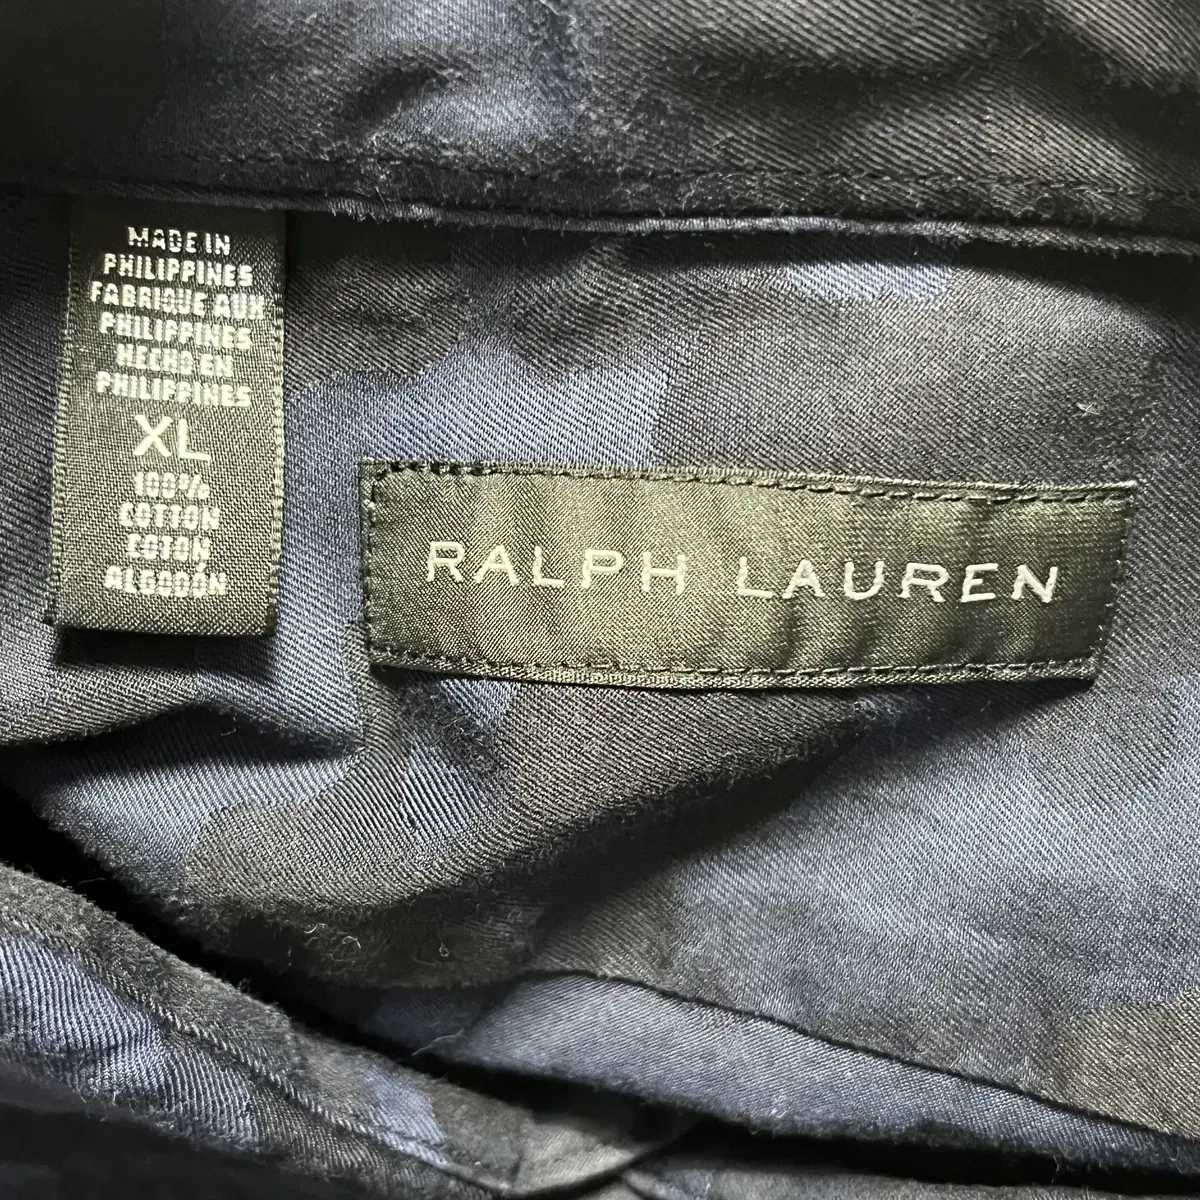 MADE IN
PHILIPPINES
FABRIQUE AUX
PHILIPPINES
HECHO EN
PHILIPPINES
XL
100%
COTTON
COTON
ALGODÓN
RALPH LAUREN